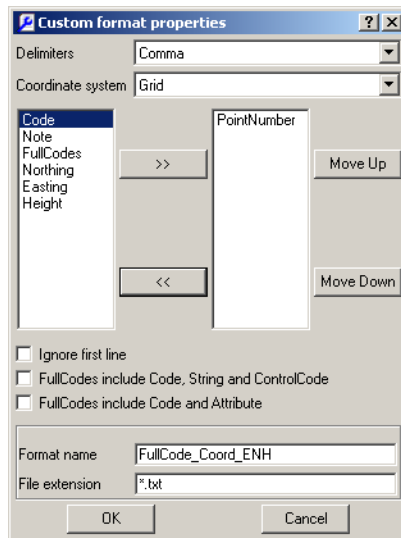 Custom format properties
Delimiters Comma
Coordinate system Grid
Code
Note
FullCodes
Northing
Easting
Height
>>
<<
PointNumber
Move Up
Move Down
Ignore first line
FullCodes include Code, String and ControlCode
FullCodes include Code and Attribute
Format name FullCode_Coord_ENH
File extension *.txt
OK Cancel